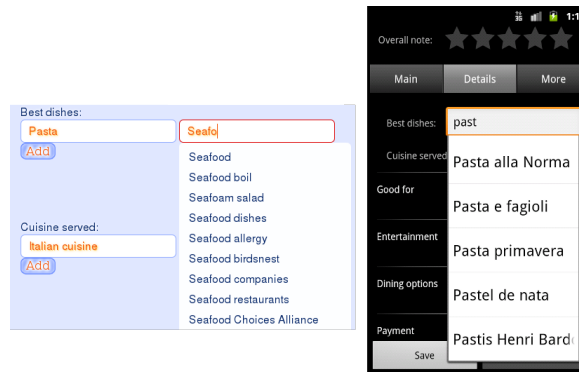 Best dishes:
Pasta
Seafo
Add
Seafood
Seafood boil
Seafoam salad
Seafood dishes
Seafood allergy
Seafood birdsnest
Seafood companies
Seafood restaurants
Seafood Choices Alliance
Cuisine served:
Italian cuisine
Add
3G
1:1
Overall note:
Main
Details
More
Best dishes:
past
Cuisine served
Pasta alla Norma
Pasta e fagioli
Pasta primavera
Pastel de nata
Pastis Henri Bard
Good for
Entertainment
Dining options
Payment
Save